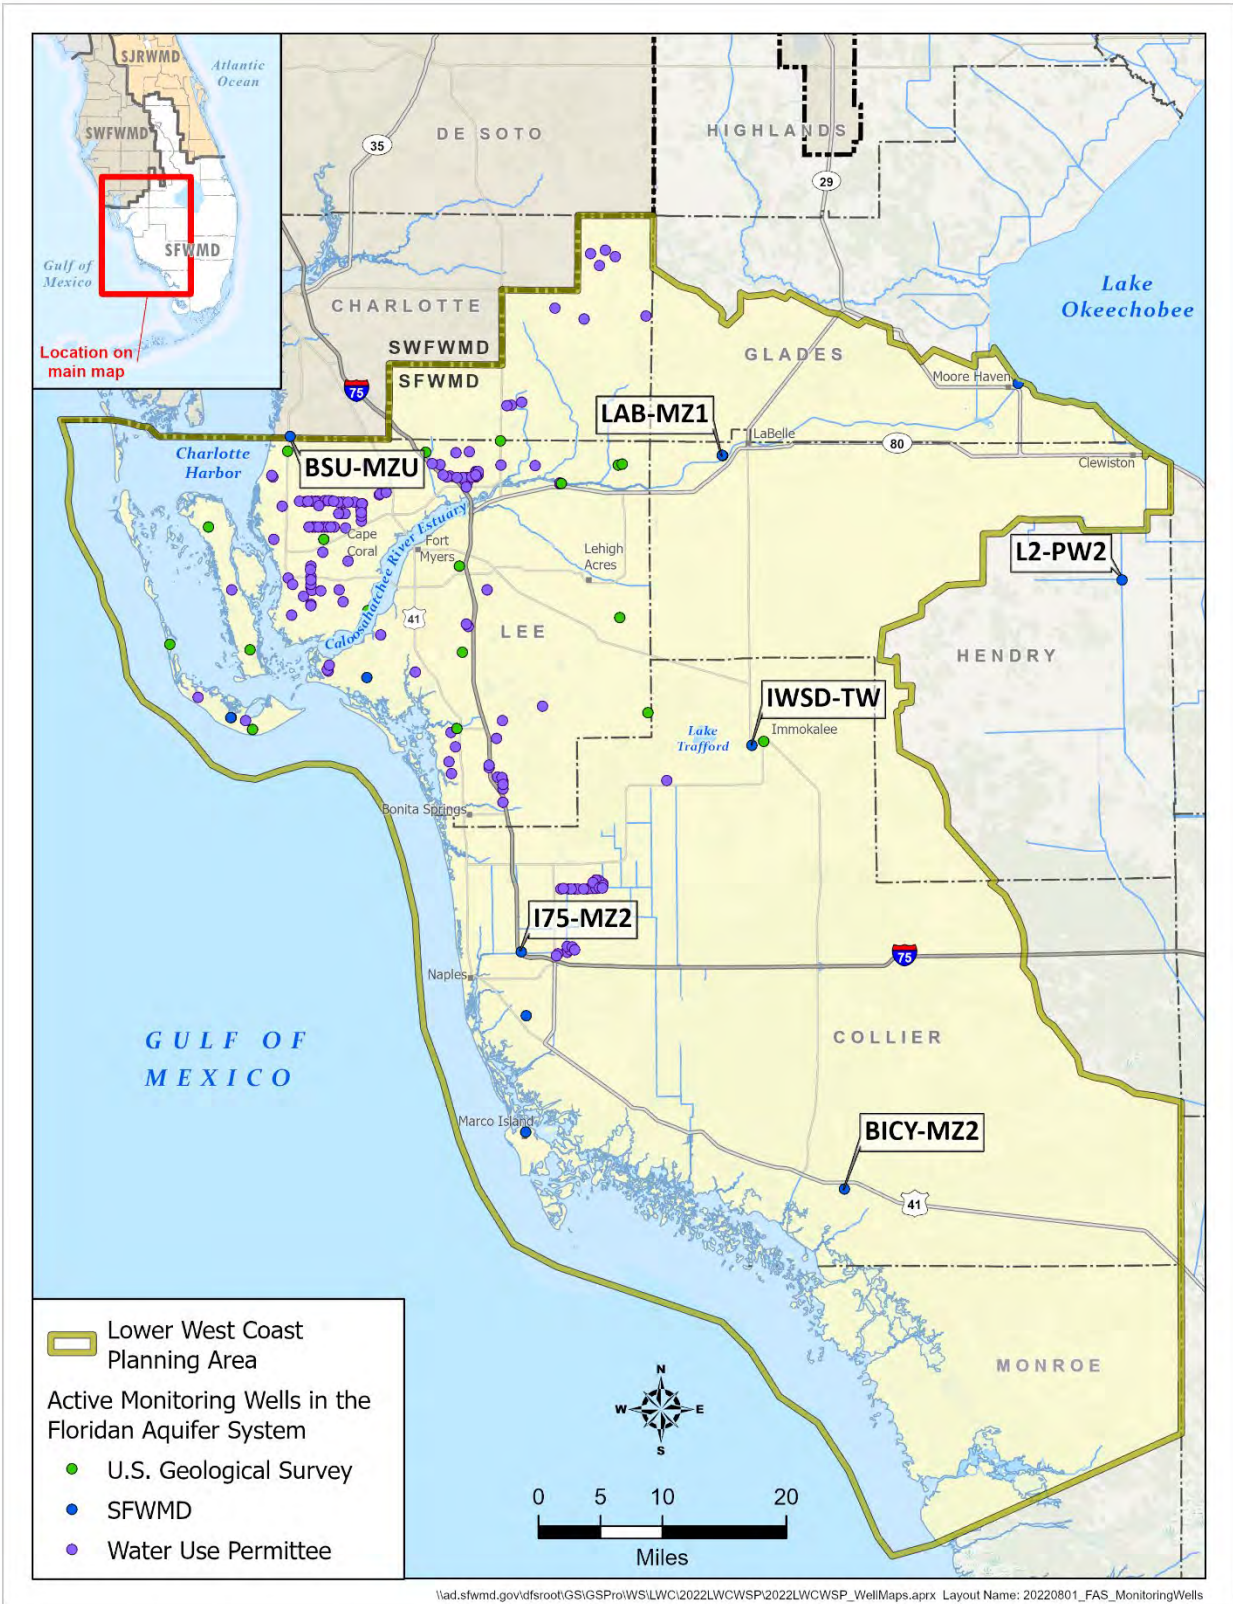 SJRWMD
Atlantic
Ocean
SWFWMD
SFWMD
Gulf of
Mexico
Location on
main map
DE SOTO
HIGHLANDS
35
29
Lake
Okeechobee
CHARLOTTE
SWFWMD
SFWMD
GLADES
75
Moore Haven
LAB-MZ1
LaBelle
80
Clewiston
Charlotte
Harbor
BSU-MZU
Cape
Coral
Caloosahatchee River Estuary
Fort
Myers
Lehigh
Acres
L2-PW2
41
LEE
HENDRY
IWSD-TW
Lake
Trafford
Immokalee
Bonita Springs
I75-MZ2
75
Naples
GULF OF
MEXICO
COLLIER
Marco Island
BICY-MZ2
41
MONROE
Lower West Coast
Planning Area
Active Monitoring Wells in the
Floridan Aquifer System
U.S. Geological Survey
SFWMD
Water Use Permittee
N
W E
S
0 5 10 20
Miles
\\ad.sfwmd.gov\dfsroot\GS\GSPro\WS\LWC\2022LWCWSP\2022LWCWSP_WellMaps.aprx Layout Name: 20220801_FAS_MonitoringWells